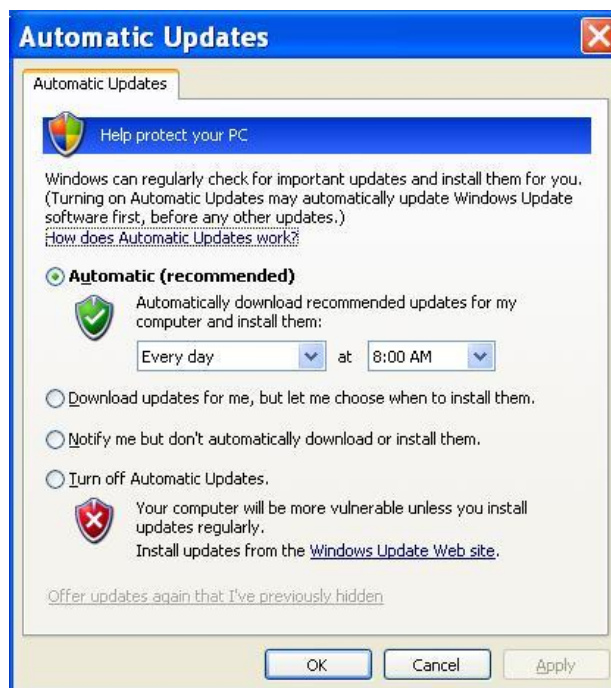 Automatic Updates
Automatic Updates
Help protect your PC
Windows can regularly check for important updates and install them for you.
(Turning on Automatic Updates may automatically update Windows Update
software first, before any other updates.)
How does Automatic Updates work?
Automatic (recommended)
Automatically download recommended updates for my
computer and install them:
Every day at 8:00 AM
Download updates for me, but let me choose when to install them.
Notify me but don't automatically download or install them.
Turn off Automatic Updates.
Your computer will be more vulnerable unless you install
updates regularly.
Install updates from the Windows Update Web site.
Offer updates again that I've previously hidden
OK Cancel Apply